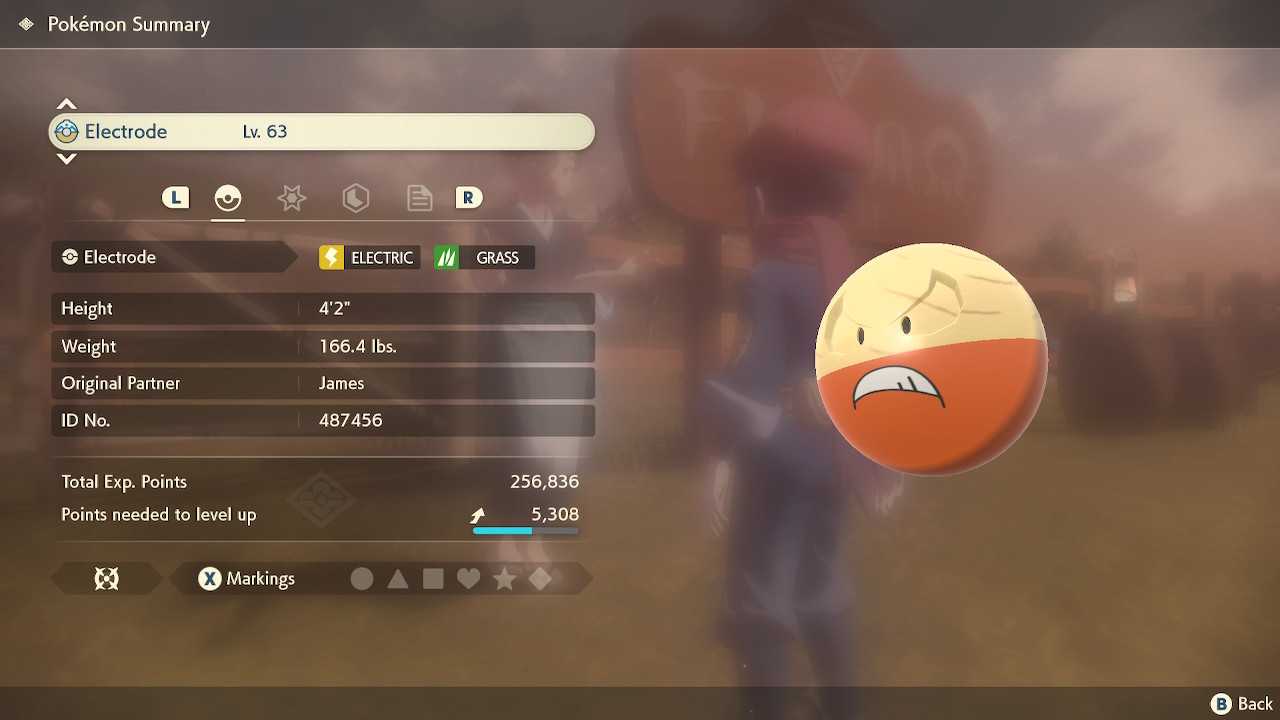 Pokémon Summary
Electrode Lv. 63
L R
Electrode ELECTRIC GRASS
Height 4'2"
Weight 166.4 lbs.
Original Partner James
ID No. 487456
Total Exp. Points 256,836
Points needed to level up 5,308
X Markings
B Back